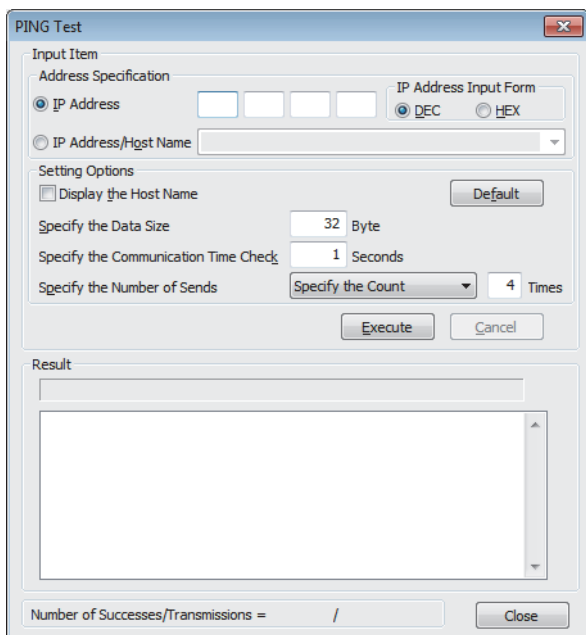 PING Test
Input Item
Address Specification
IP Address
IP Address Input Form
DEC HEX
IP Address/Host Name
Setting Options
Display the Host Name Default
Specify the Data Size 32 Byte
Specify the Communication Time Check 1 Seconds
Specify the Number of Sends Specify the Count 4 Times
Execute Cancel
Result
Number of Successes/Transmissions = / Close